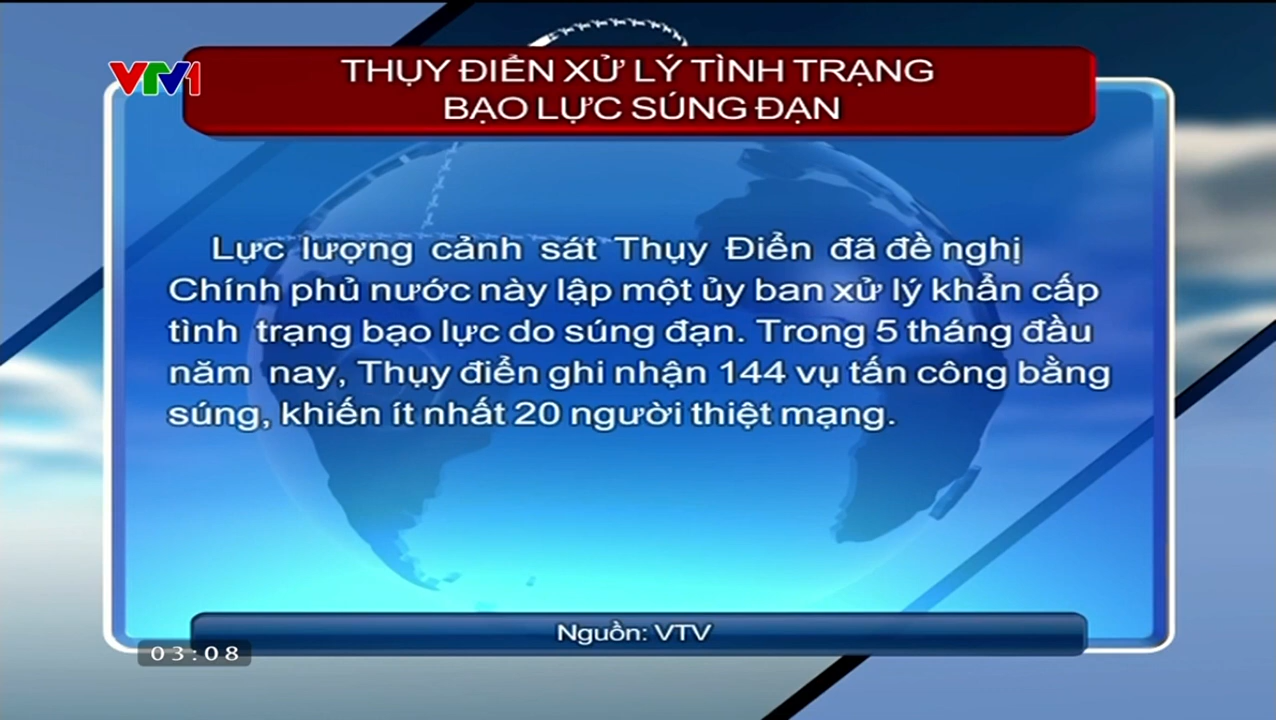 VTV1
THỤY ĐIỂN XỬ LÝ TÌNH TRẠNG
BẠO LỰC SÚNG ĐẠN
Lực lượng cảnh sát Thụy Điển đã đề nghị
Chính phủ nước này lập một ủy ban xử lý khẩn cấp
tình trạng bạo lực do súng đạn. Trong 5 tháng đầu
năm nay, Thụy điển ghi nhận 144 vụ tấn công bằng
súng, khiến ít nhất 20 người thiệt mạng.
Nguồn: VTV
03:08